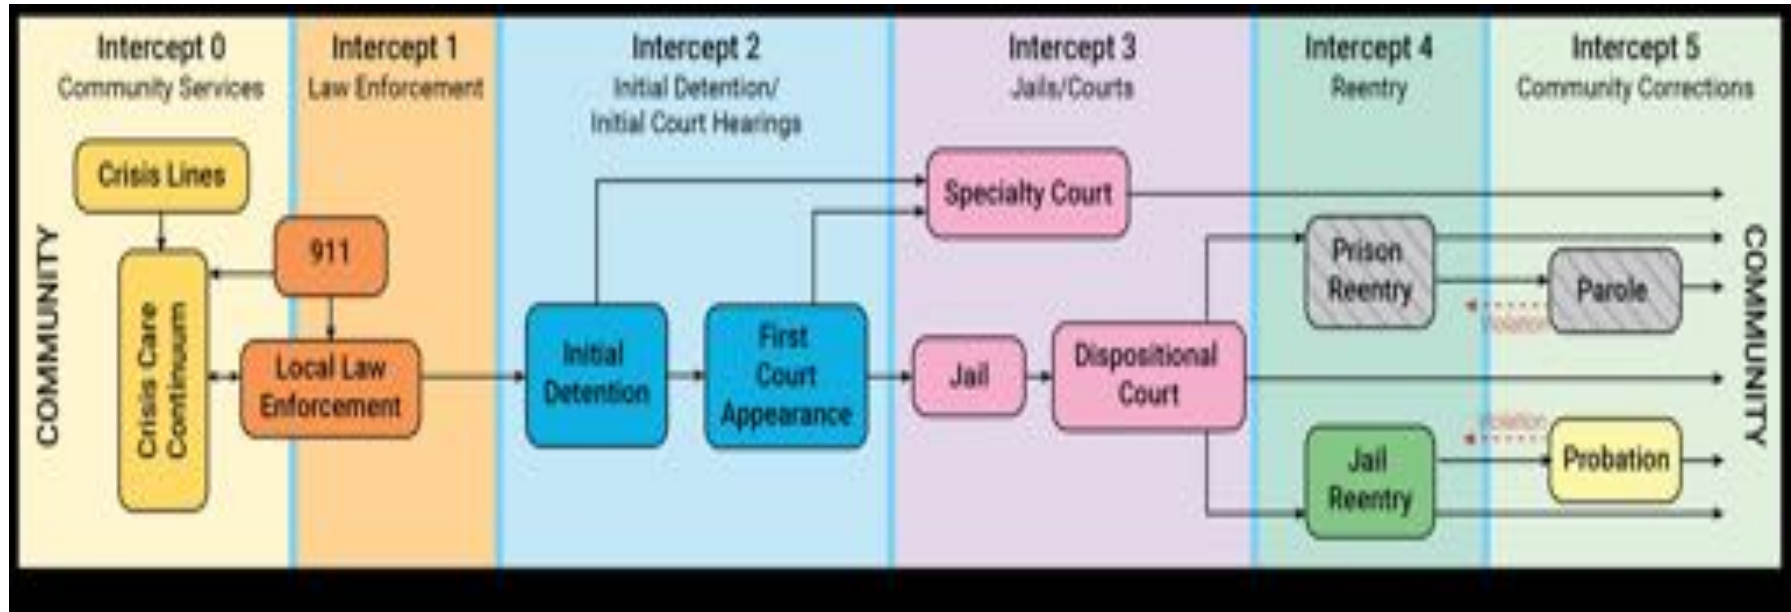 Intercept 0
Community Services
Intercept 1
Law Enforcement
Intercept 2
Initial Detention/
Initial Court Hearings
Intercept 3
Jails/Courts
Intercept 4
Reentry
Intercept 5
Community Corrections
COMMUNITY
Crisis Lines
Crisis Care
Continuum
911
Local Law
Enforcement
Initial
Detention
First
Court
Appearance
Specialty Court
Jail
Dispositional
Court
Prison
Reentry
Parole
violation
Jail
Reentry
Probation
violation
COMMUNITY